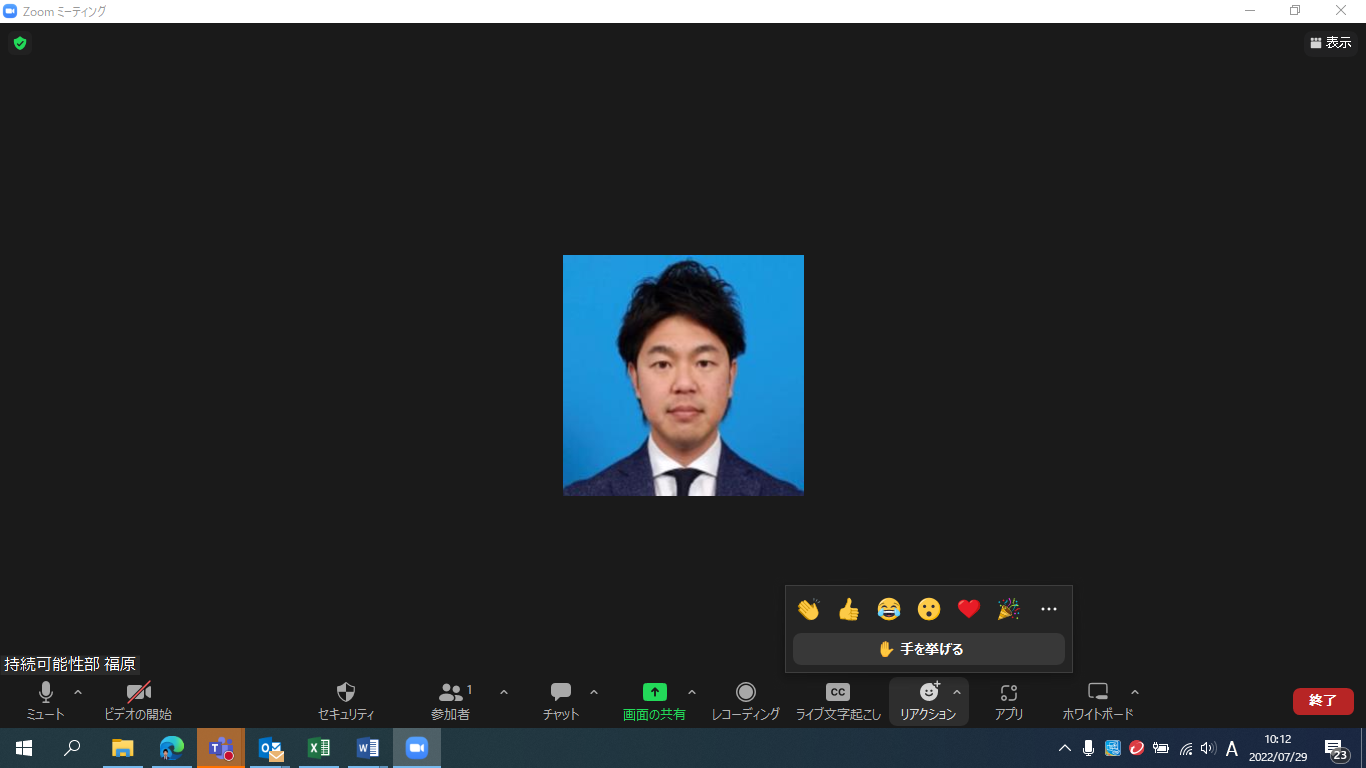 Zoom ミーティング
表示
手を挙げる
持続可能性部 福原
1
ミュート
ビデオの開始
セキュリティ
参加者
チャット
画面の共有
レコーディング
CC
ライブ文字起こし
リアクション
アプリ
ホワイトボード
終了
A
10:12
2022/07/29
23